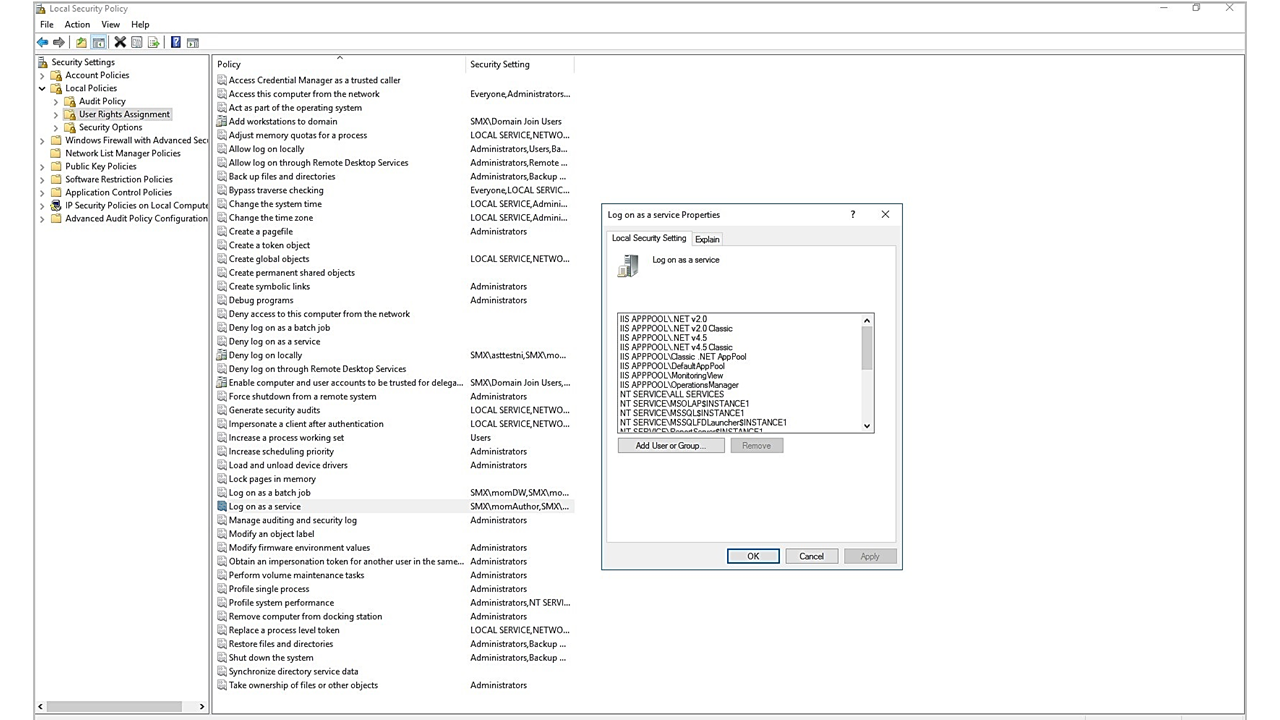 Local Security Policy
File Action View Help
Security Settings
Account Policies
Local Policies
Audit Policy
User Rights Assignment
Security Options
Windows Firewall with Advanced Secu
Network List Manager Policies
Public Key Policies
Software Restriction Policies
Application Control Policies
IP Security Policies on Local Compute
Advanced Audit Policy Configuration
Policy Security Setting
Access Credential Manager as a trusted caller
Access this computer from the network Everyone,Administrators...
Act as part of the operating system
Add workstations to domain SMX\Domain Join Users
Adjust memory quotas for a process LOCAL SERVICE,NETWO...
Allow log on locally Administrators,Users,Ba...
Allow log on through Remote Desktop Services Administrators,Remote ...
Back up files and directories Administrators,Backup ...
Bypass traverse checking Everyone,LOCAL SERVIC...
Change the system time LOCAL SERVICE,Admini...
Change the time zone LOCAL SERVICE,Admini...
Create a pagefile Administrators
Create a token object
Create global objects LOCAL SERVICE,NETWO...
Create permanent shared objects
Create symbolic links Administrators
Debug programs Administrators
Deny access to this computer from the network
Deny log on as a batch job
Deny log on as a service
Deny log on locally SMX\asttestni,SMX\mo...
Deny log on through Remote Desktop Services
Enable computer and user accounts to be trusted for delega... SMX\Domain Join Users,...
Force shutdown from a remote system Administrators
Generate security audits LOCAL SERVICE,NETWO...
Impersonate a client after authentication LOCAL SERVICE,NETWO...
Increase a process working set Users
Increase scheduling priority Administrators
Load and unload device drivers Administrators
Lock pages in memory
Log on as a batch job SMX\momDW,SMX\mo...
Log on as a service SMX\momAuthor,SMX\...
Manage auditing and security log Administrators
Modify an object label
Modify firmware environment values Administrators
Obtain an impersonation token for another user in the same... Administrators
Perform volume maintenance tasks Administrators
Profile single process Administrators
Profile system performance Administrators,NT SERVI...
Remove computer from docking station Administrators
Replace a process level token LOCAL SERVICE,NETWO...
Restore files and directories Administrators,Backup ...
Shut down the system Administrators,Backup ...
Synchronize directory service data
Take ownership of files or other objects Administrators
Log on as a service Properties ?
Local Security Setting Explain
Log on as a service
IIS APPPOOL\.NET v2.0
IIS APPPOOL\.NET v2.0 Classic
IIS APPPOOL\.NET v4.5
IIS APPPOOL\.NET v4.5 Classic
IIS APPPOOL\Classic .NET AppPool
IIS APPPOOL\DefaultAppPool
IIS APPPOOL\MonitoringView
IIS APPPOOL\OperationsManager
NT SERVICE\ALL SERVICES
NT SERVICE\MSOLAP$INSTANCE1
NT SERVICE\MSSQL$INSTANCE1
NT SERVICE\MSSQLFDLauncher$INSTANCE1
NT SERVICE\ReportServer$INSTANCE1
Add User or Group... Remove
OK Cancel Apply